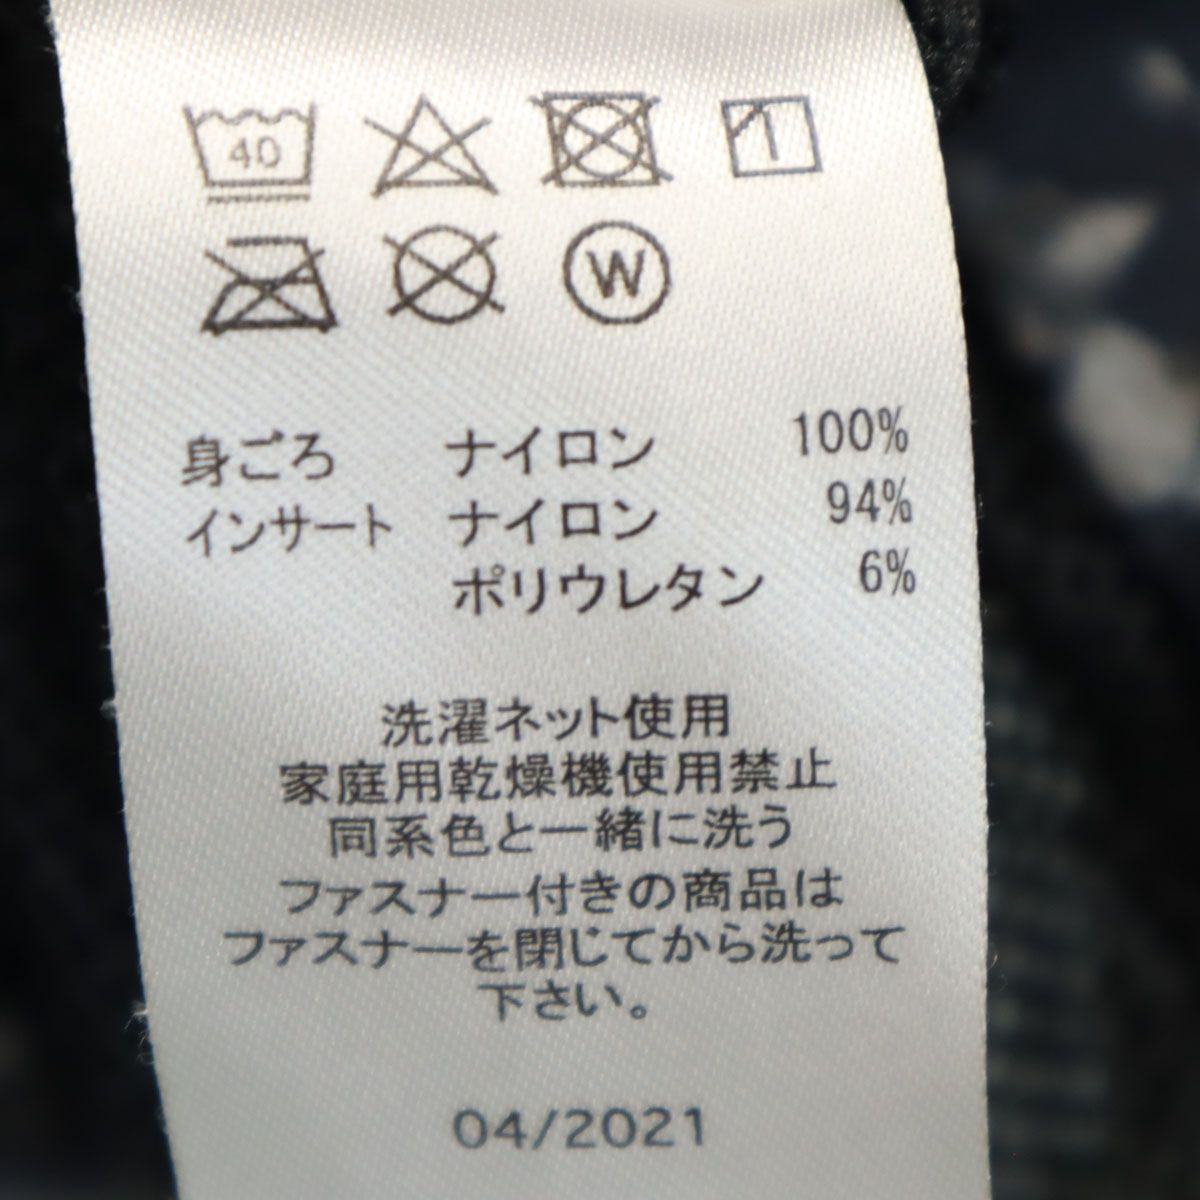 40
W
身ごろ ナイロン 100%
インサート ナイロン 94%
ポリウレタン 6%
洗濯ネット使用
家庭用乾燥機使用禁止
同系色と一緒に洗う
ファスナー付きの商品は
ファスナーを閉じてから洗って
下さい。
04/2021